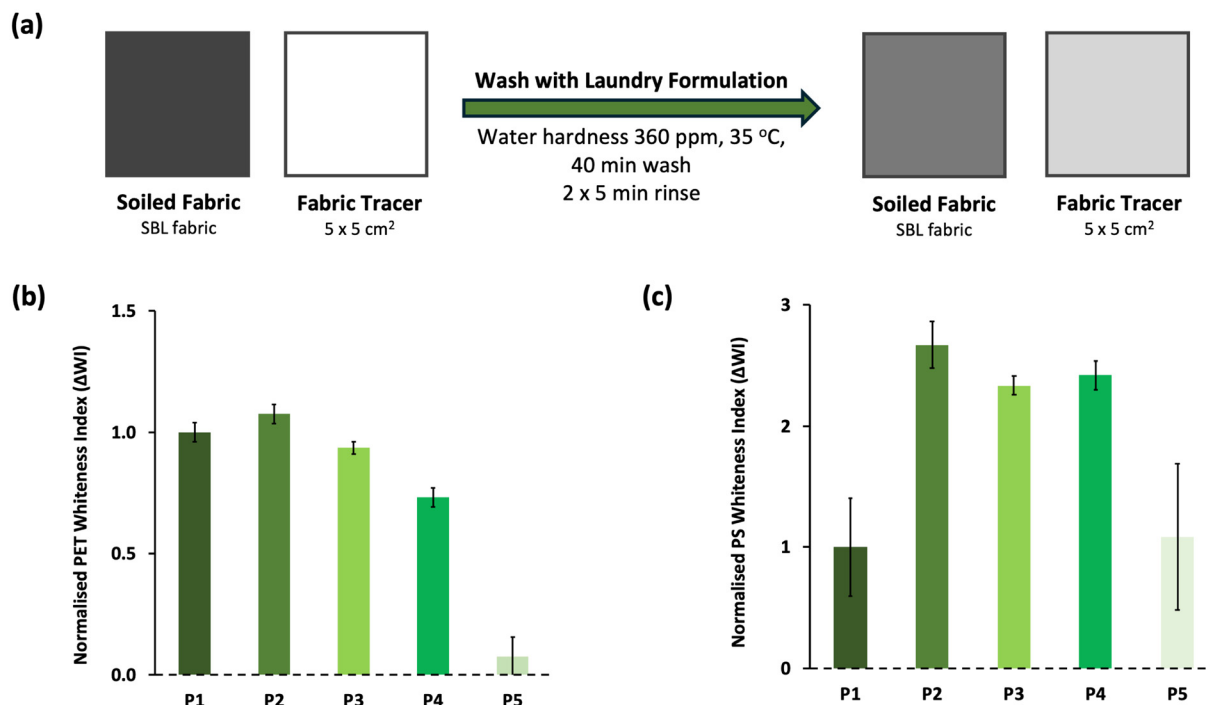 (a)
Wash with Laundry Formulation
Water hardness 360 ppm, 35 °C,
40 min wash
2 x 5 min rinse
Soiled Fabric
SBL fabric
Fabric Tracer
5 x 5 cm²
Soiled Fabric
SBL fabric
Fabric Tracer
5 x 5 cm²
(b)
Normalised PET Whiteness Index (ΔWI)
1.5
1.0
0.5
0.0
P1 P2 P3 P4 P5
(c)
Normalised PS Whiteness Index (ΔWI)
3
2
1
0
P1 P2 P3 P4 P5